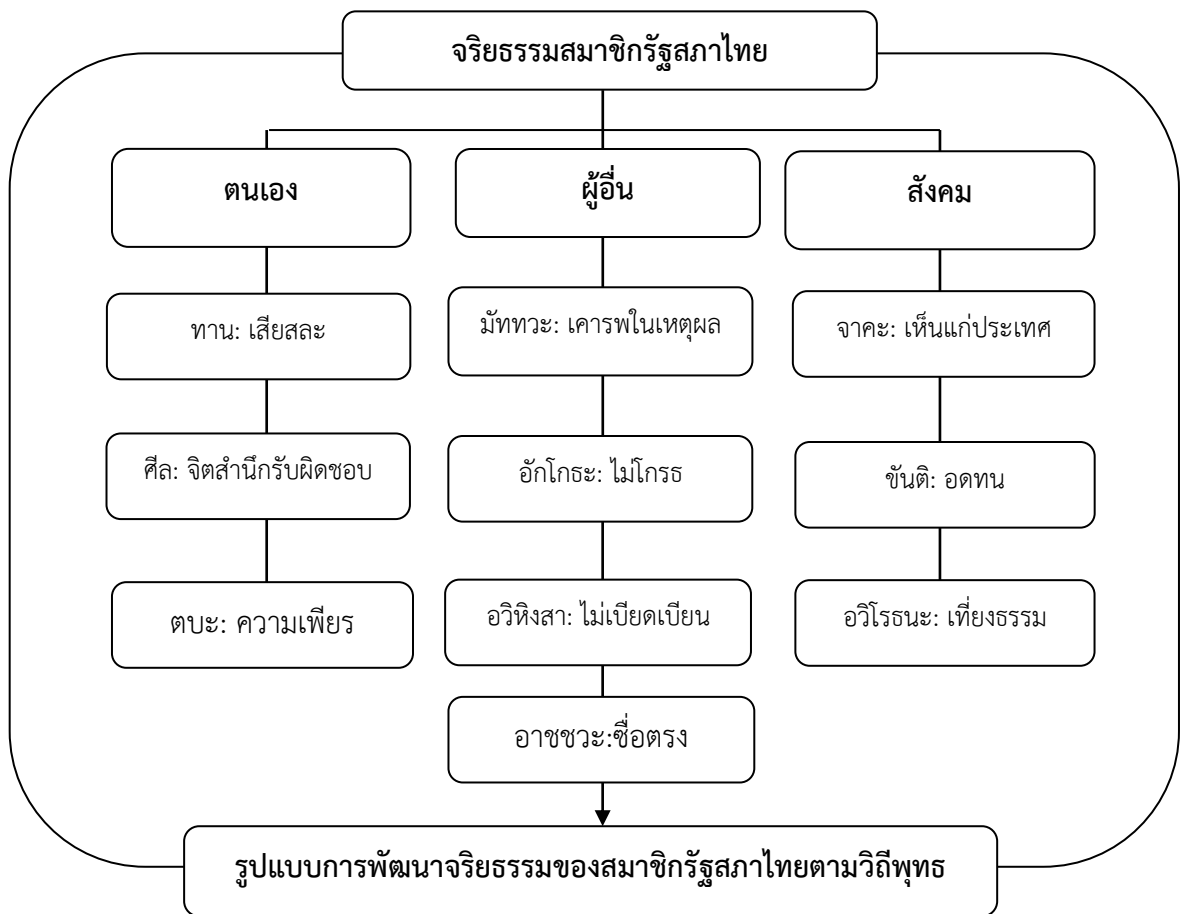 จริยธรรมสมาชิกรัฐสภาไทย
ตนเอง
ผู้อื่น
สังคม
ทาน: เสียสละ
มัททวะ: เคารพในเหตุผล
จาคะ: เห็นแก่ประเทศ
ศีล: จิตสำนึกรับผิดชอบ
อักโกธะ: ไม่โกรธ
ขันติ: อดทน
ตบะ: ความเพียร
อวิหิงสา: ไม่เบียดเบียน
อวิโรธนะ: เที่ยงธรรม
อาชชวะ:ซื่อตรง
รูปแบบการพัฒนาจริยธรรมของสมาชิกรัฐสภาไทยตามวิถีพุทธ